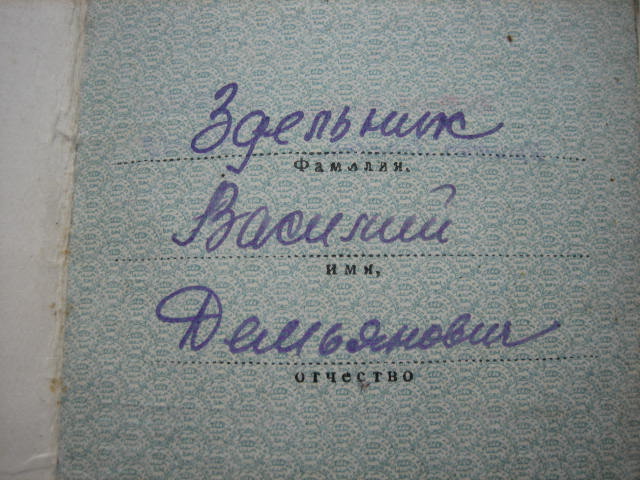 Здельник
Фамилия.
Василий
имя,
Демьянович
отчество